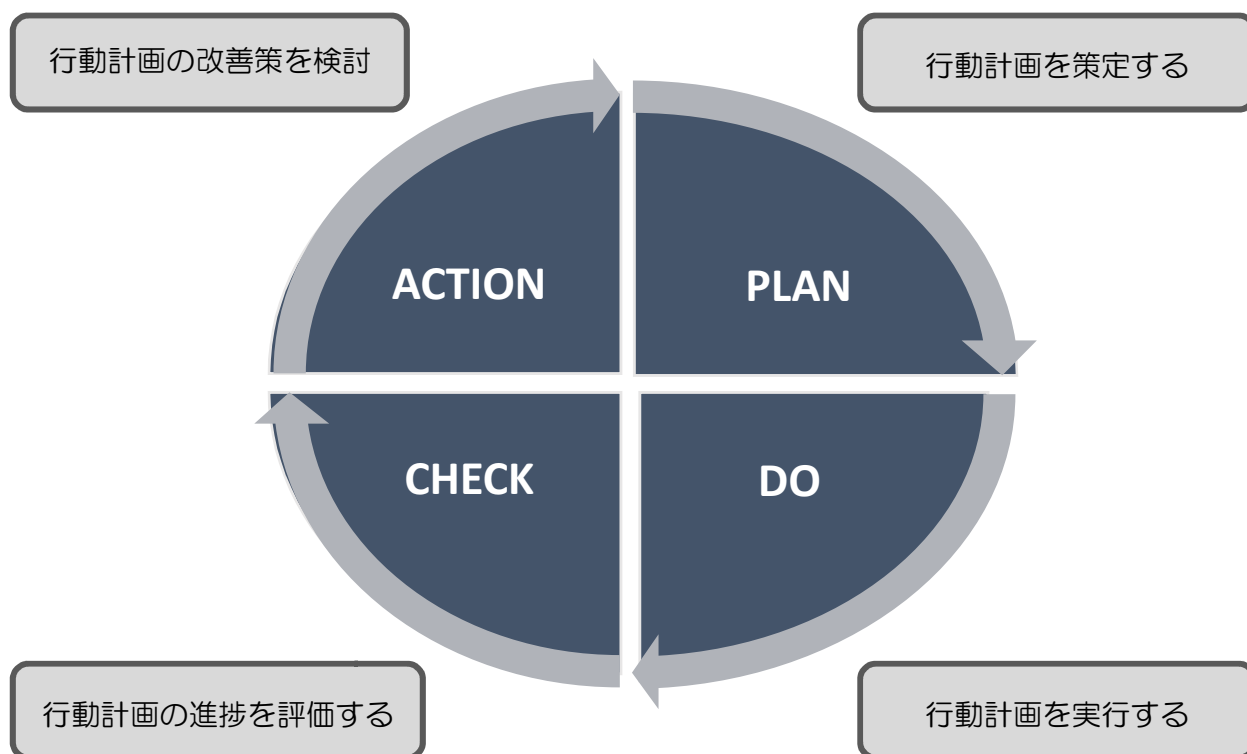 行動計画の改善策を検討
行動計画を策定する
ACTION
PLAN
CHECK
DO
行動計画の進捗を評価する
行動計画を実行する